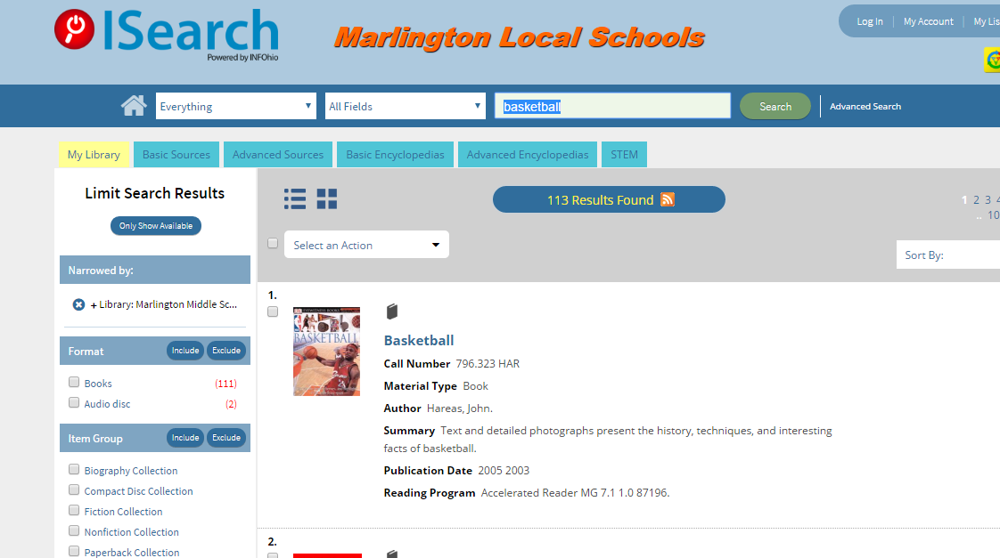 ISearch
Powered by INFOhio
Marlington Local Schools
Log In | My Account | My Lis
Everything
All Fields
basketball
Search
Advanced Search
My Library
Basic Sources
Advanced Sources
Basic Encyclopedias
Advanced Encyclopedias
STEM
Limit Search Results
Only Show Available
Narrowed by:
+ Library: Marlington Middle Sc...
Format Include Exclude
Books (111)
Audio disc (2)
Item Group Include Exclude
Biography Collection
Compact Disc Collection
Fiction Collection
Nonfiction Collection
Paperback Collection
113 Results Found
1 2 3 4
.. 10
Select an Action
Sort By:
1.
BASKETBALL
Basketball
Call Number 796.323 HAR
Material Type Book
Author Hareas, John.
Summary Text and detailed photographs present the history, techniques, and interesting
facts of basketball.
Publication Date 2005 2003
Reading Program Accelerated Reader MG 7.1 1.0 87196.
2.